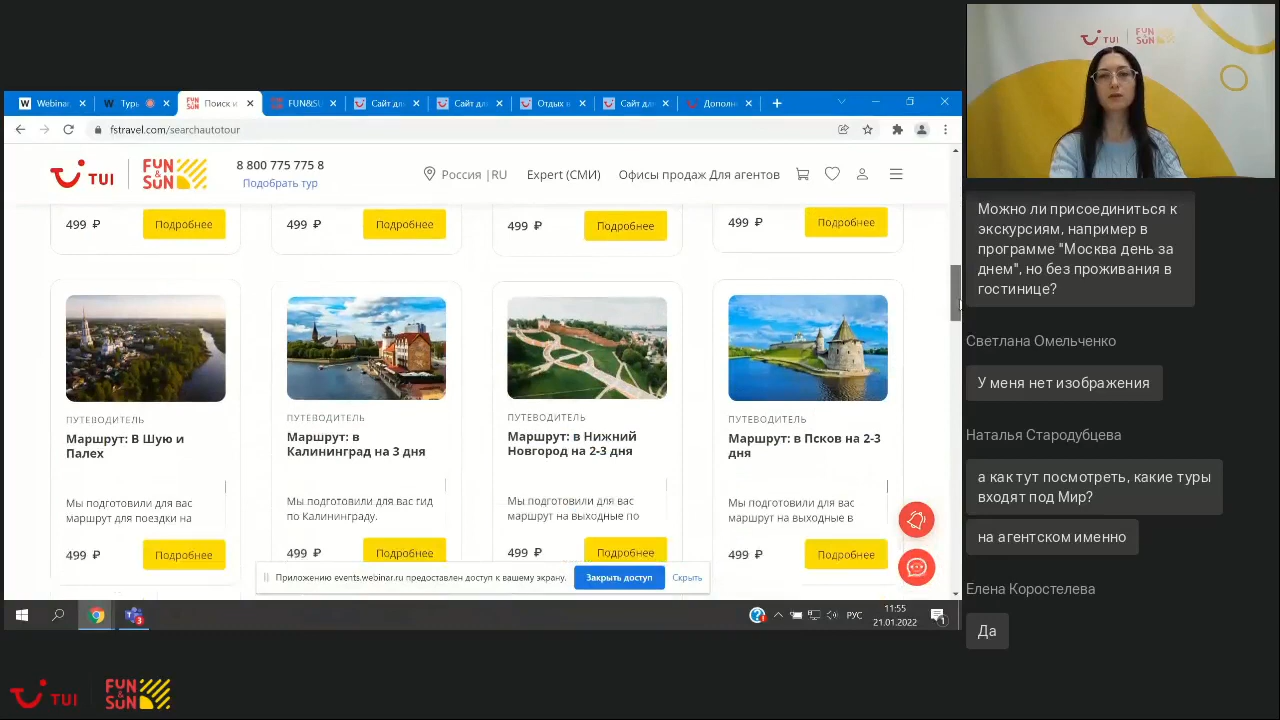 Webinar
Туры
Поиск и
FUN&SU
Сайт дл
Сайт дл
Отдых в
Сайт дл
Дополн
fstravel.com/searchautotour
TUI
FUN & SUN
8 800 775 775 8
Подобрать тур
Россия |RU
Expert (СМИ)
Офисы продаж
Для агентов
499 ₽
Подробнее
499 ₽
Подробнее
499 ₽
Подробнее
499 ₽
Подробнее
ПУТЕВОДИТЕЛЬ
Маршрут: В Шую и
Палех
Мы подготовили для вас
маршрут для поездки на
499 ₽
Подробнее
ПУТЕВОДИТЕЛЬ
Маршрут: в
Калининград на 3 дня
Мы подготовили для вас гид
по Калининграду.
499 ₽
Подробнее
ПУТЕВОДИТЕЛЬ
Маршрут: в Нижний
Новгород на 2-3 дня
Мы подготовили для вас
маршрут на выходные по
499 ₽
Подробнее
ПУТЕВОДИТЕЛЬ
Маршрут: в Псков на 2-3
дня
Мы подготовили для вас
маршрут на выходные в
499 ₽
Подробнее
Приложению events.webinar.ru предоставлен доступ к вашему экрану.
Закрыть доступ
Скрыть
РУС
11:55
21.01.2022
TUI
FUN & SUN
TUI
FUN & SUN
Можно ли присоединиться к
экскурсиям, например в
программе "Москва день за
днем", но без проживания в
гостинице?
Светлана Омельченко
У меня нет изображения
Наталья Стародубцева
а как тут посмотреть, какие туры
входят под Мир?
на агентском именно
Елена Коростелева
Да